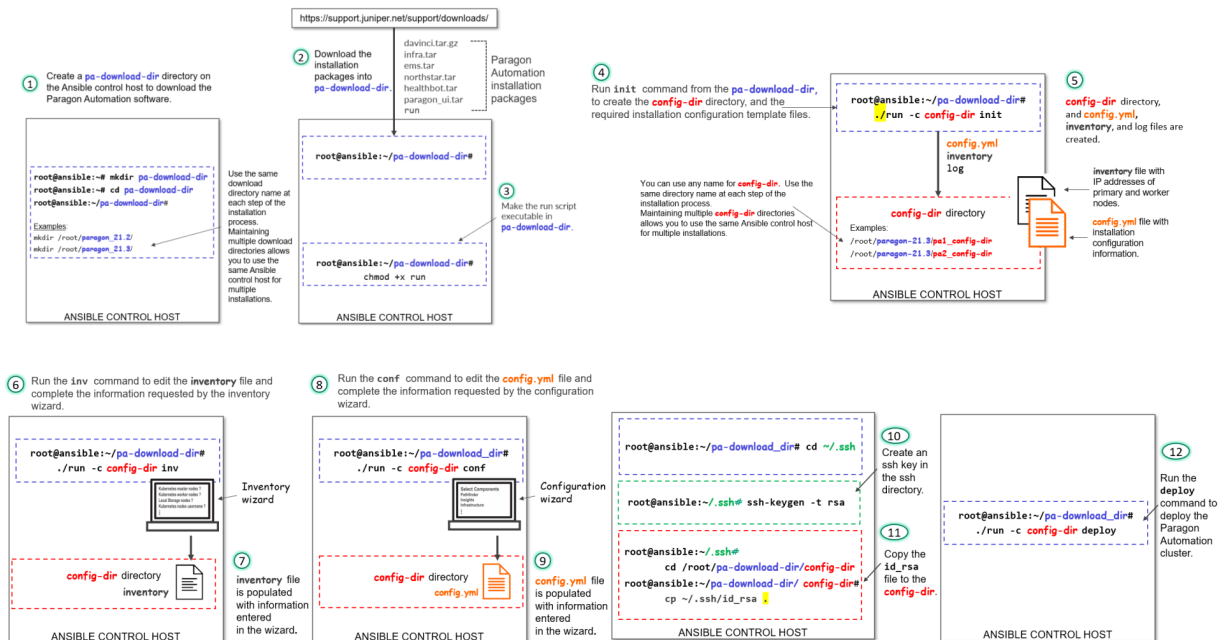 https://support.juniper.net/support/downloads/
1
Create a pa-download-dir directory on
the Ansible control host to download the
Paragon Automation software.
root@ansible:~# mkdir pa-download-dir
root@ansible:~# cd pa-download-dir
root@ansible:~/pa-download-dir#
Examples:
mkdir /root/paragon_21.2/
mkdir /root/paragon_21.3/
Use the same
download
directory name at
each step of the
installation
process.
Maintaining
multiple download
directories allows
you to use the
same Ansible
control host for
multiple
installations.
ANSIBLE CONTROL HOST
2
Download the
installation
packages into
pa-download-dir.
davinci.tar.gz
infra.tar
ems.tar
northstar.tar
healthbot.tar
paragon_ui.tar
run
Paragon
Automation
installation
packages
root@ansible:~/pa-download-dir#
3
Make the run script
executable in
pa-download-dir.
root@ansible:~/pa-download-dir#
chmod +x run
ANSIBLE CONTROL HOST
4
Run init command from the pa-download-dir,
to create the config-dir directory, and the
required installation configuration template files.
root@ansible:~/pa-download-dir#
./run -c config-dir init
config.yml
inventory
log
5
config-dir directory,
and config.yml,
inventory, and log files are
created.
You can use any name for config-dir. Use the
same directory name at each step of the
installation process.
Maintaining multiple config-dir directories
allows you to use the same Ansible control host
for multiple installations.
config-dir directory
Examples:
/root/paragon-21.3/pa1_config-dir
/root/paragon-21.3/pa2_config-dir
inventory file with
IP addresses of
primary and worker
nodes.
config.yml file with
installation
configuration
information.
ANSIBLE CONTROL HOST
6
Run the inv command to edit the inventory file and
complete the information requested by the inventory
wizard.
root@ansible:~/pa-download-dir#
./run -c config-dir inv
Kubernetes master nodes ?
Kubernetes worker nodes ?
Local Storage nodes ?
Kubernetes nodes username ?
Inventory
wizard
7
inventory file
is populated
with information
entered
in the wizard.
config-dir directory
inventory
ANSIBLE CONTROL HOST
8
Run the conf command to edit the config.yml file and
complete the information requested by the configuration
wizard.
root@ansible:~/pa-download_dir#
./run -c config-dir conf
Select Components
Pathfinder
Insights
Infrastructure
Configuration
wizard
9
config.yml file
is populated
with information
entered
in the wizard.
config-dir directory
config.yml
ANSIBLE CONTROL HOST
root@ansible:~/pa-download_dir# cd ~/.ssh
10
Create an
ssh key in
the ssh
directory.
root@ansible:~/.ssh# ssh-keygen -t rsa
root@ansible:~/.ssh#
cd /root/pa-download-dir/config-dir
root@ansible:~/pa-download-dir/ config-dir#
cp ~/.ssh/id_rsa .
11
Copy the
id_rsa
file to the
config-dir.
ANSIBLE CONTROL HOST
12
Run the
deploy
command to
deploy the
Paragon
Automation
cluster.
root@ansible:~/pa-download_dir#
./run -c config-dir deploy
ANSIBLE CONTROL HOST